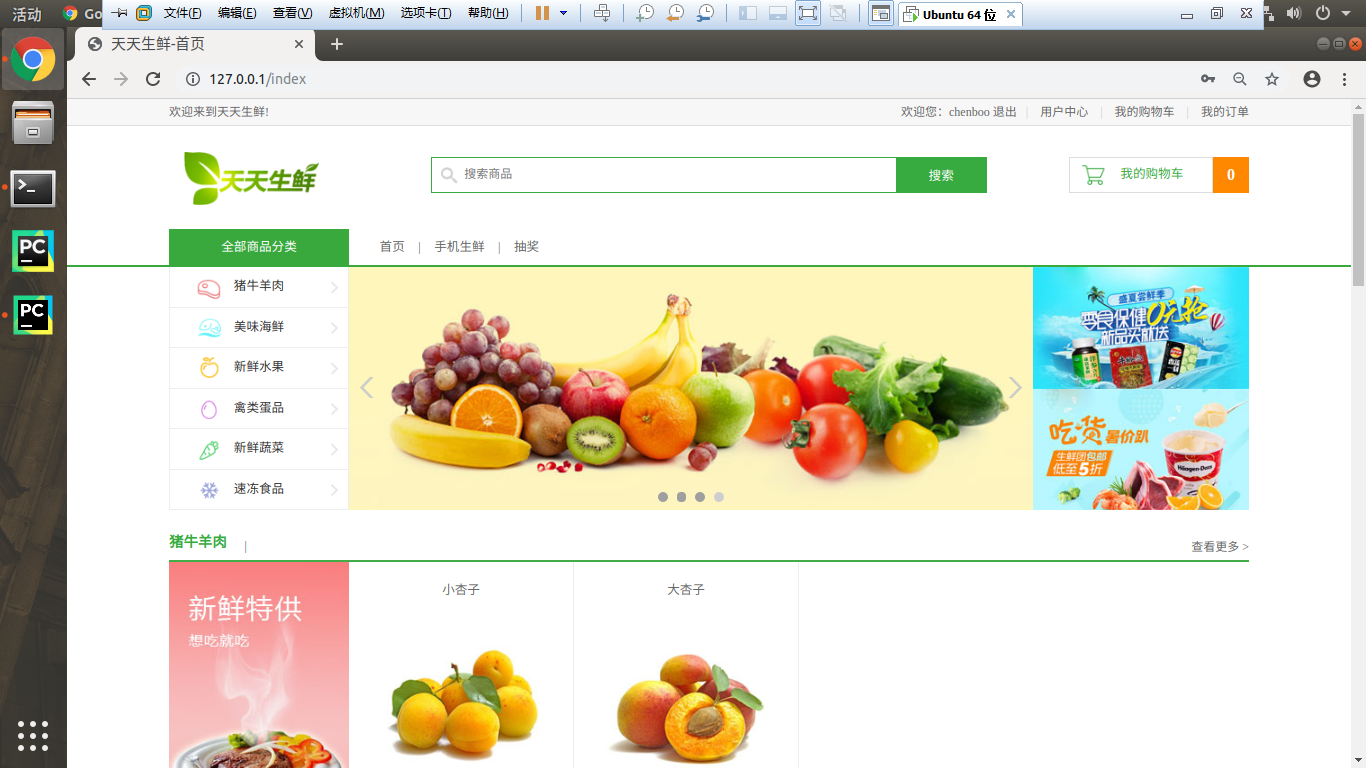 活动 Go 文件(F) 编辑(E) 查看(V) 虚拟机(M) 选项卡(T) 帮助(H) Ubuntu 64 位
天天生鲜-首页
127.0.0.1/index
欢迎来到天天生鲜! 欢迎您：chenboo 退出 | 用户中心 | 我的购物车 | 我的订单
天天生鲜 搜索商品 搜索 我的购物车 0
全部商品分类 首页 | 手机生鲜 | 抽奖
猪牛羊肉
美味海鲜
新鲜水果
禽类蛋品
新鲜蔬菜
速冻食品
盛夏尝鲜季
零食保健0元抢
新品买就送
吃货暑价趴
生鲜团包邮
低至5折
Häagen-Dazs
猪牛羊肉 | 查看更多 >
新鲜特供
想吃就吃
小杏子 大杏子
PC
PC